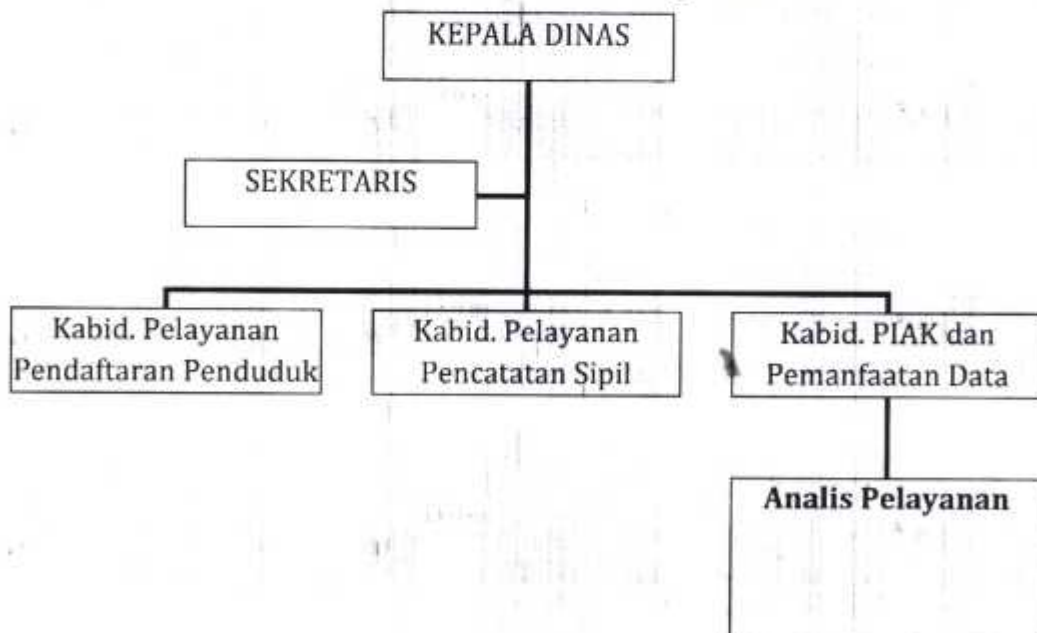 KEPALA DINAS
SEKRETARIS
Kabid. Pelayanan
Pendaftaran Penduduk
Kabid. Pelayanan
Pencatatan Sipil
Kabid. PIAK dan
Pemanfaatan Data
Analis Pelayanan